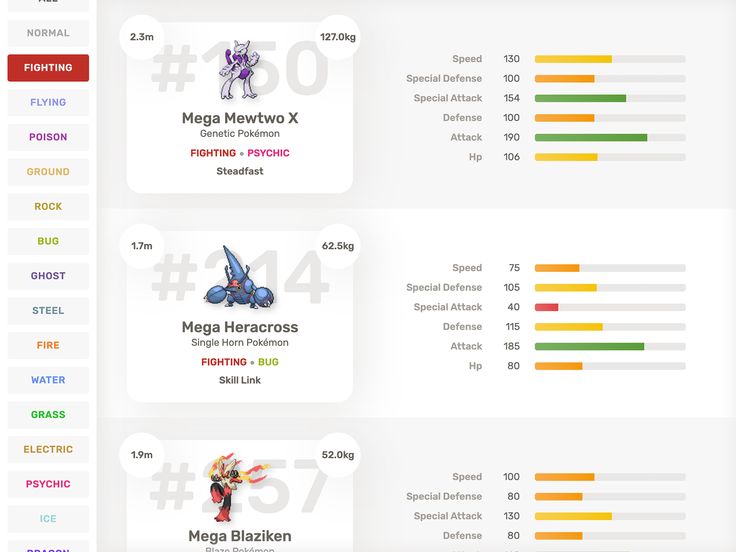 ALL
NORMAL
FIGHTING
FLYING
POISON
GROUND
ROCK
BUG
GHOST
STEEL
FIRE
WATER
GRASS
ELECTRIC
PSYCHIC
ICE
DRAGON
2.3m
127.0kg
#150
Mega Mewtwo X
Genetic Pokémon
FIGHTING • PSYCHIC
Steadfast
Speed 130
Special Defense 100
Special Attack 154
Defense 100
Attack 190
Hp 106
1.7m
62.5kg
#214
Mega Heracross
Single Horn Pokémon
FIGHTING • BUG
Skill Link
Speed 75
Special Defense 105
Special Attack 40
Defense 115
Attack 185
Hp 80
1.9m
52.0kg
#257
Mega Blaziken
Blaze Pokémon
Speed 100
Special Defense 80
Special Attack 130
Defense 80